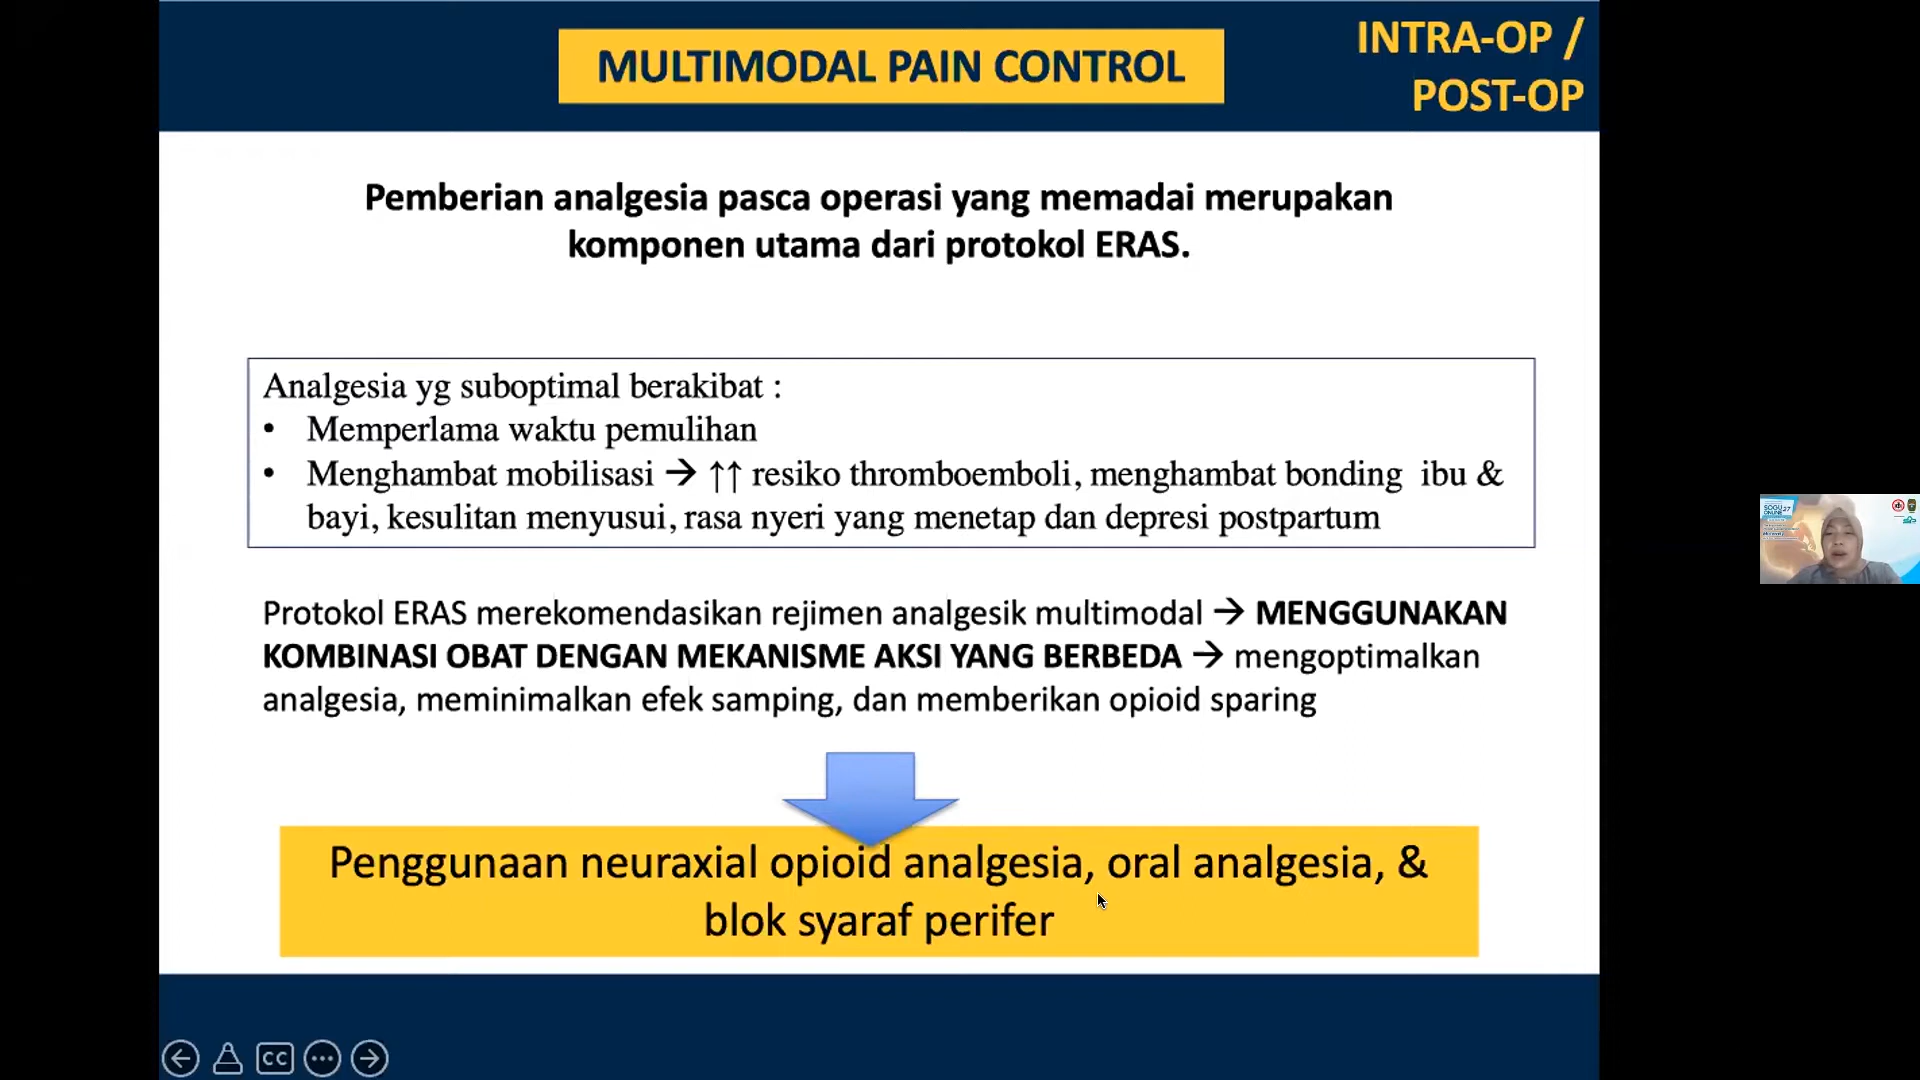 MULTIMODAL PAIN CONTROL
INTRA-OP /
POST-OP
Pemberian analgesia pasca operasi yang memadai merupakan
komponen utama dari protokol ERAS.
Analgesia yg suboptimal berakibat :
• Memperlama waktu pemulihan
• Menghambat mobilisasi → ↑↑ resiko thromboemboli, menghambat bonding ibu &
bayi, kesulitan menyusui, rasa nyeri yang menetap dan depresi postpartum
Protokol ERAS merekomendasikan rejimen analgesik multimodal → MENGGUNAKAN
KOMBINASI OBAT DENGAN MEKANISME AKSI YANG BERBEDA → mengoptimalkan
analgesia, meminimalkan efek samping, dan memberikan opioid sparing
Penggunaan neuraxial opioid analgesia, oral analgesia, &
blok syaraf perifer
CC
SOGU 27
ONLINE